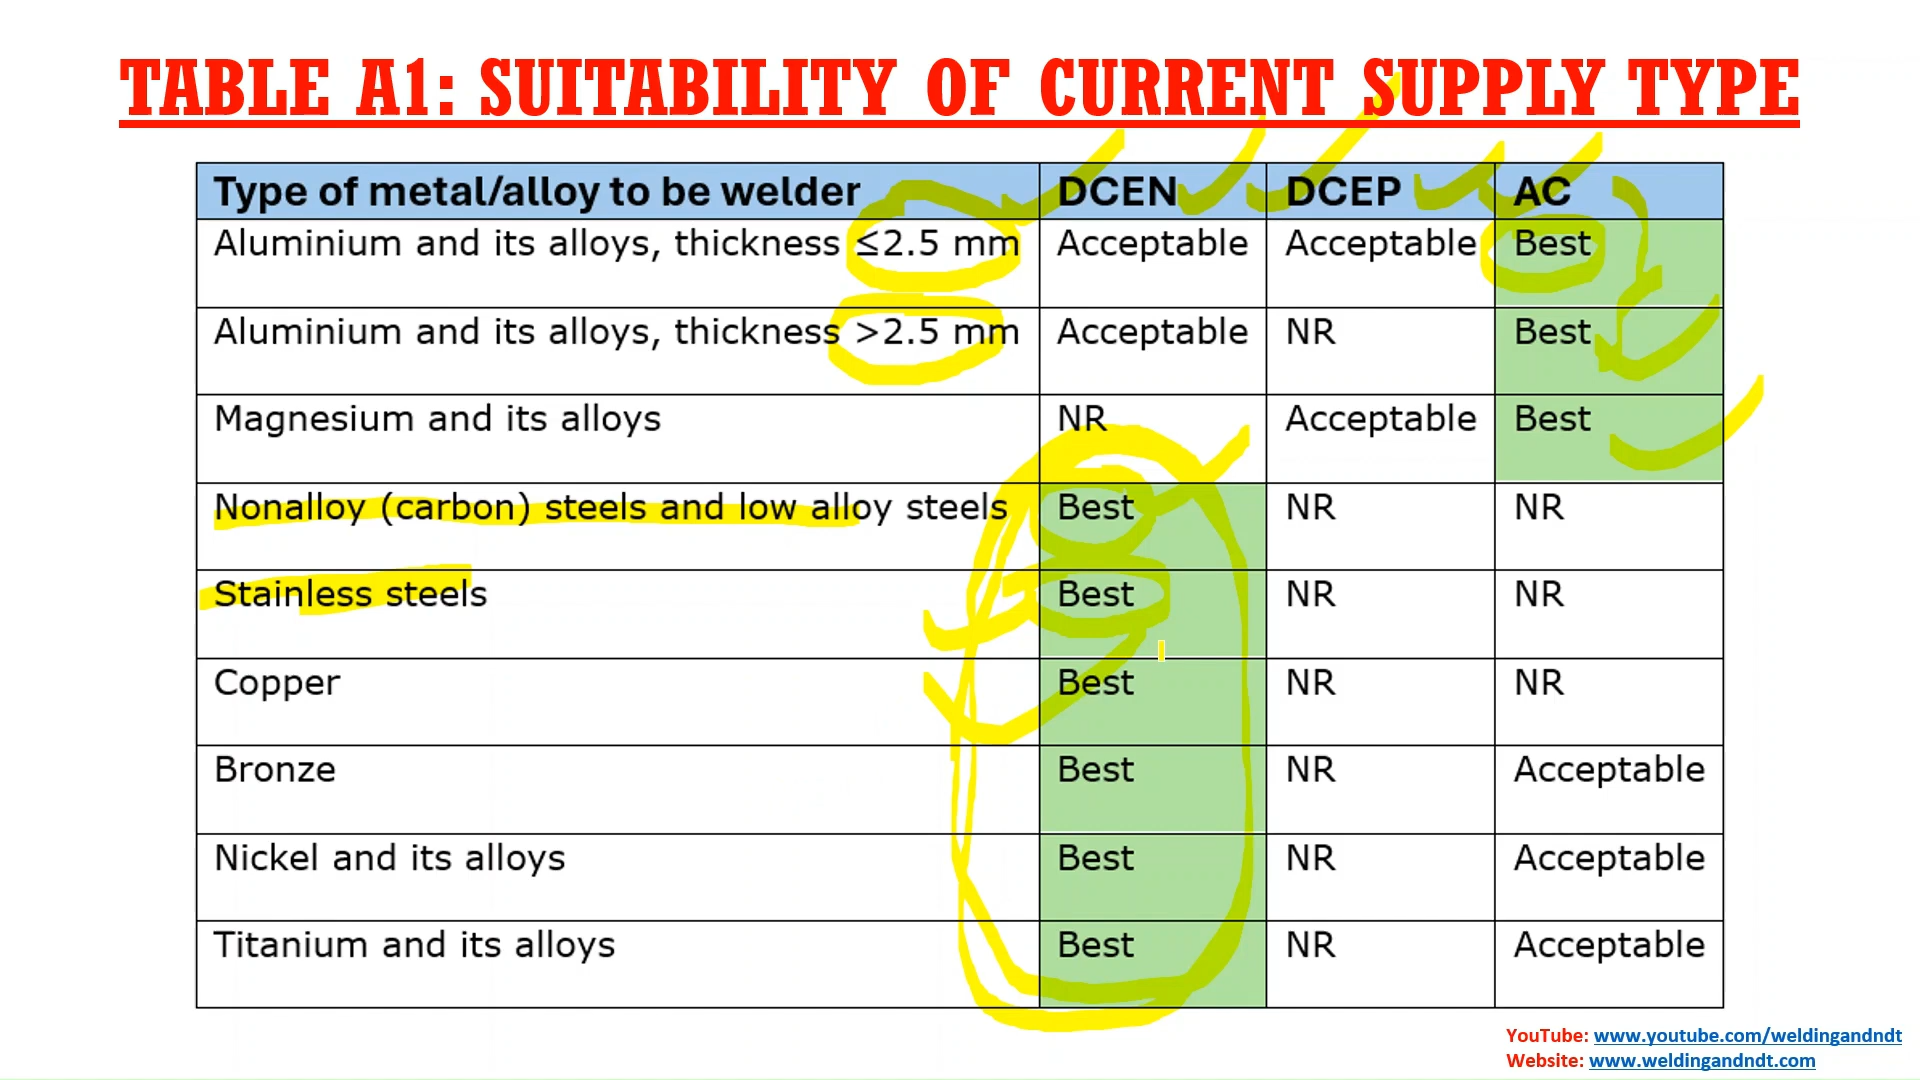 TABLE A1: SUITABILITY OF CURRENT SUPPLY TYPE
Type of metal/alloy to be welder DCEN DCEP AC
Aluminium and its alloys, thickness ≤2.5 mm Acceptable Acceptable Best
Aluminium and its alloys, thickness >2.5 mm Acceptable NR Best
Magnesium and its alloys NR Acceptable Best
Nonalloy (carbon) steels and low alloy steels Best NR NR
Stainless steels Best NR NR
Copper Best NR NR
Bronze Best NR Acceptable
Nickel and its alloys Best NR Acceptable
Titanium and its alloys Best NR Acceptable
YouTube: www.youtube.com/weldingandndt
Website: www.weldingandndt.com